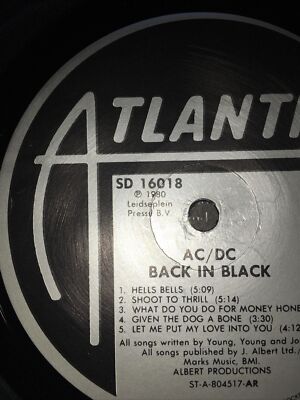 ATLANTI
SD 16018
℗ 1980
Leidseplein
Presse B.V.
AC/DC
BACK IN BLACK
1. HELLS BELLS (5:09)
2. SHOOT TO THRILL (5:14)
3. WHAT DO YOU DO FOR MONEY HONE
4. GIVEN THE DOG A BONE (3:30)
5. LET ME PUT MY LOVE INTO YOU
All songs written by Young, Young and Jo
All songs published by J. Albert Ltd./
Marks Music, BMI.
ALBERT PRODUCTIONS
ST-A-804517-AR